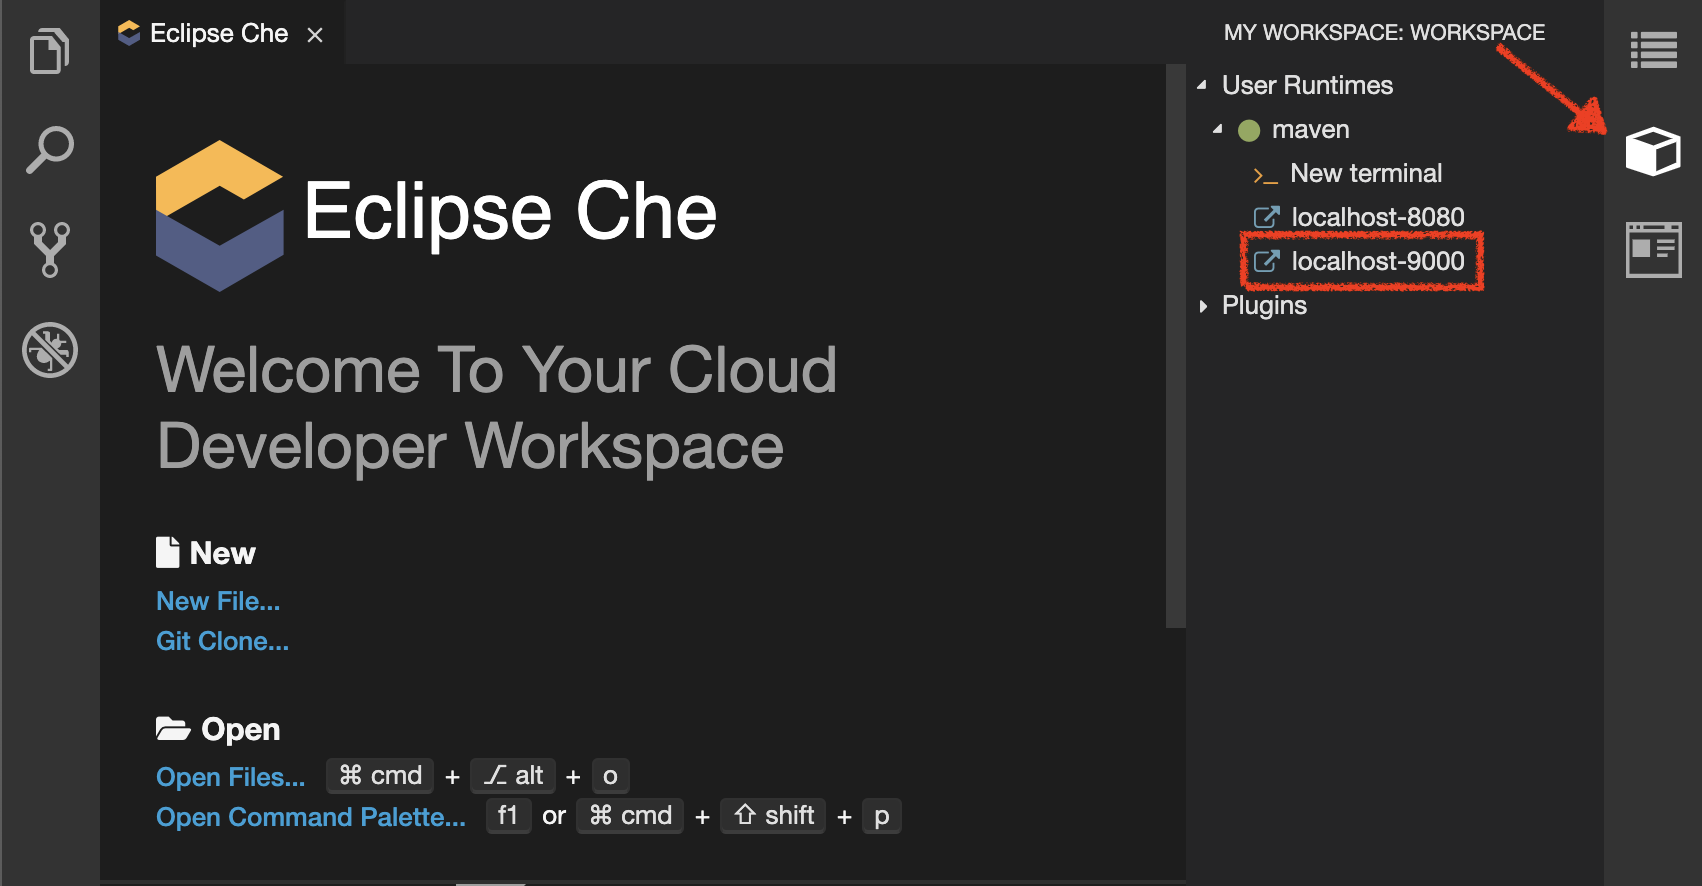 Eclipse Che
MY WORKSPACE: WORKSPACE
User Runtimes
maven
New terminal
localhost-8080
localhost-9000
Plugins
Eclipse Che
Welcome To Your Cloud
Developer Workspace
New
New File...
Git Clone...
Open
Open Files... ⌘ cmd + ⌥ alt + o
Open Command Palette... f1 or ⌘ cmd + ⇧ shift + p